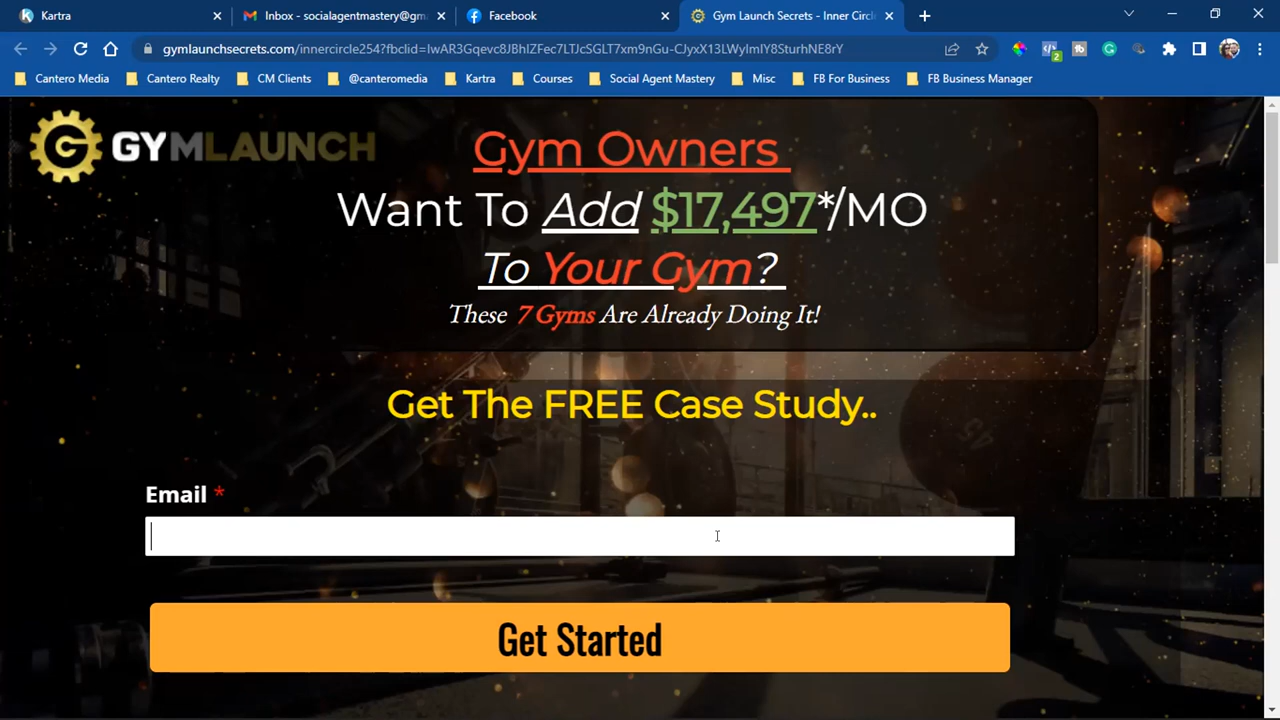 Kartra
Inbox - socialagentmastery@gm
Facebook
Gym Launch Secrets - Inner Circle
gymlaunchsecrets.com/innercircle254?fbclid=IwAR3Gqevc8JBhIZFec7LTJcSGLT7xm9nGu-CJyxX13LWylmIY8SturhNE8rY
Cantero Media
Cantero Realty
CM Clients
@canteromedia
Kartra
Courses
Social Agent Mastery
Misc
FB For Business
FB Business Manager
GYMLAUNCH
Gym Owners
Want To Add $17,497*/MO
To Your Gym?
These 7 Gyms Are Already Doing It!
Get The FREE Case Study..
Email *
Get Started